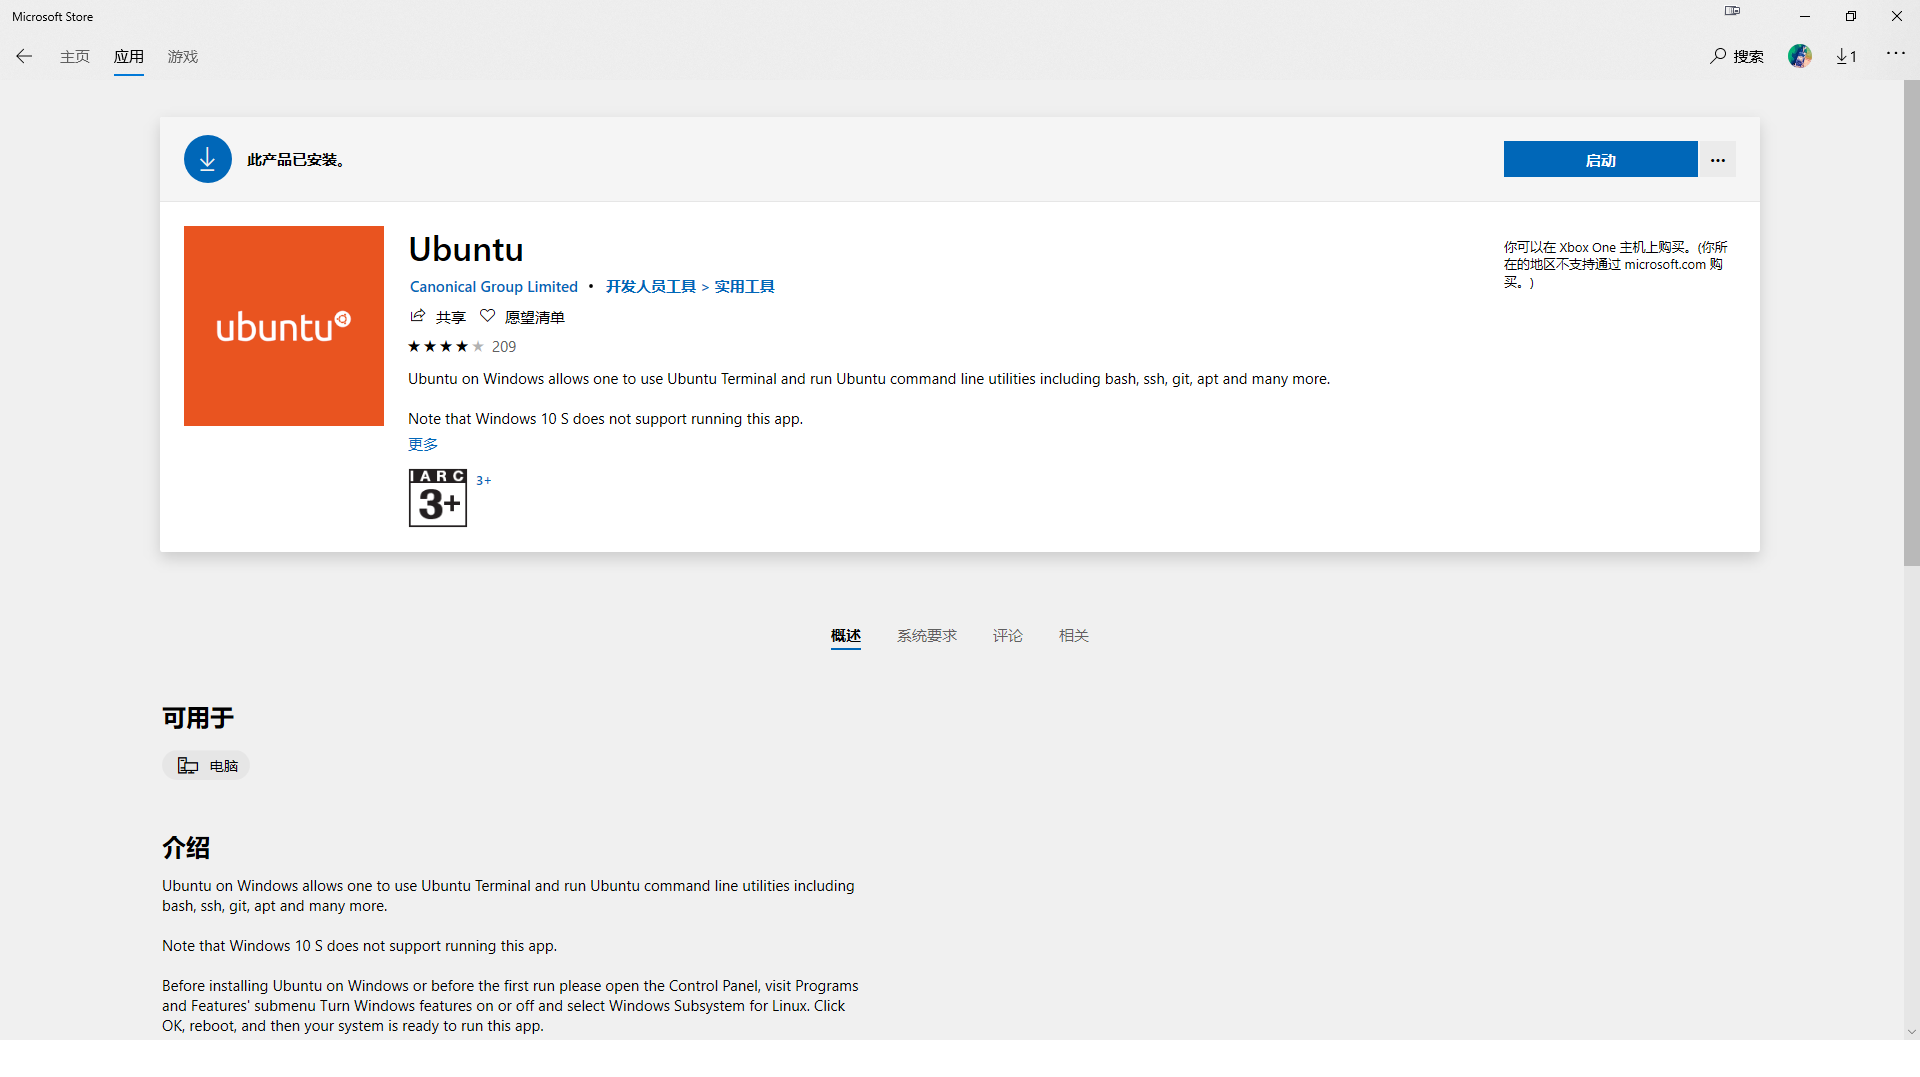 Microsoft Store
主页
应用
游戏
搜索
1
此产品已安装。
启动
ubuntu
Ubuntu
Canonical Group Limited • 开发人员工具 > 实用工具
共享
愿望清单
209
Ubuntu on Windows allows one to use Ubuntu Terminal and run Ubuntu command line utilities including bash, ssh, git, apt and many more.
Note that Windows 10 S does not support running this app.
更多
IARC
3+
3+
你可以在 Xbox One 主机上购买。(你所
在的地区不支持通过 microsoft.com 购
买。)
概述
系统要求
评论
相关
可用于
电脑
介绍
Ubuntu on Windows allows one to use Ubuntu Terminal and run Ubuntu command line utilities including
bash, ssh, git, apt and many more.
Note that Windows 10 S does not support running this app.
Before installing Ubuntu on Windows or before the first run please open the Control Panel, visit Programs
and Features' submenu Turn Windows features on or off and select Windows Subsystem for Linux. Click
OK, reboot, and then your system is ready to run this app.